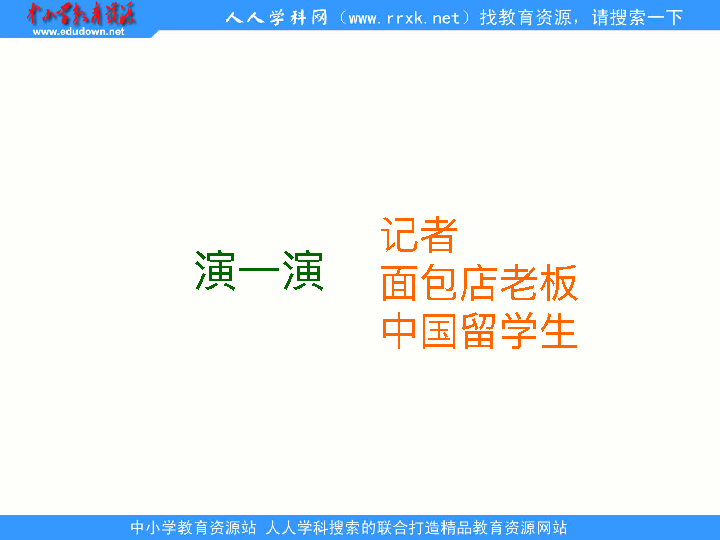 中小学教育资源
www.edudown.net
人人学科网（www.rrxk.net）找教育资源，请搜索一下
演一演
记者
面包店老板
中国留学生
中小学教育资源站 人人学科搜索的联合打造精品教育资源网站